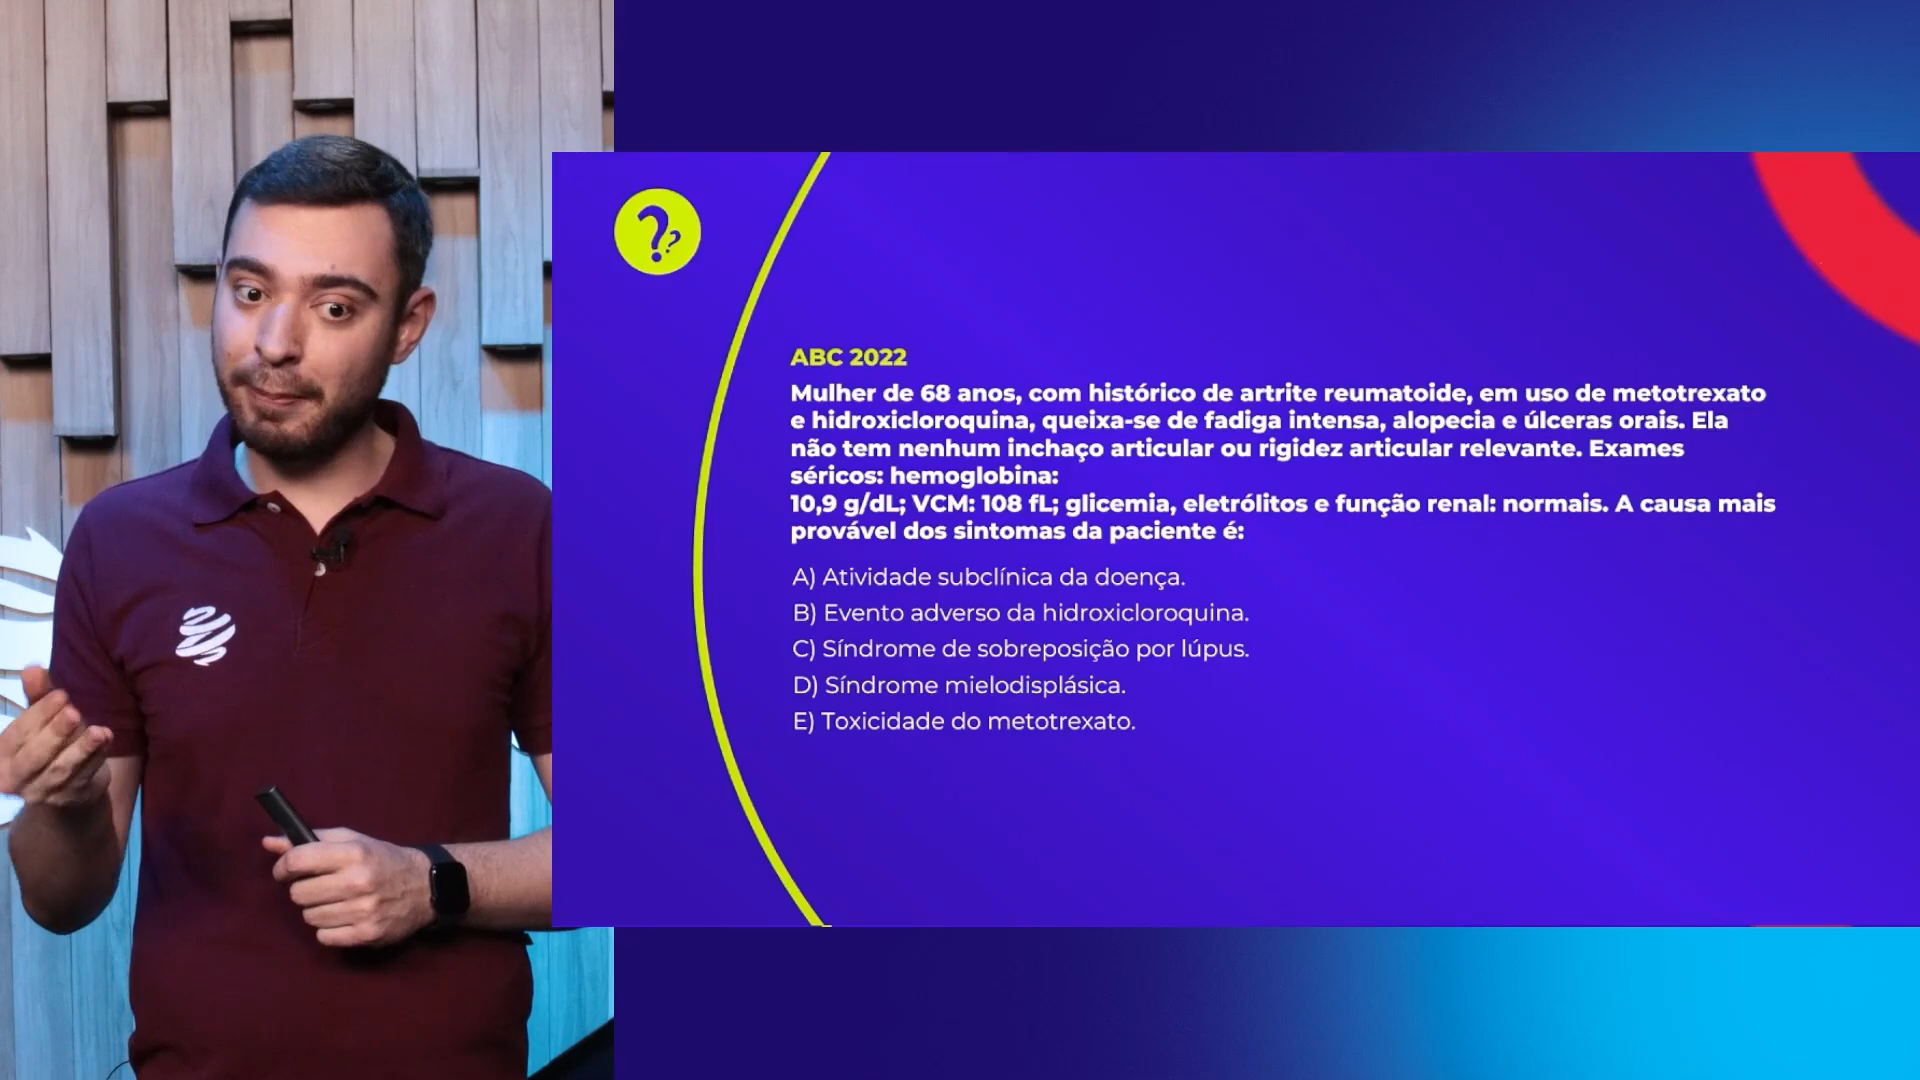 ABC 2022
Mulher de 68 anos, com histórico de artrite reumatoide, em uso de metotrexato
e hidroxicloroquina, queixa-se de fadiga intensa, alopecia e úlceras orais. Ela
não tem nenhum inchaço articular ou rigidez articular relevante. Exames
séricos: hemoglobina:
10,9 g/dL; VCM: 108 fL; glicemia, eletrólitos e função renal: normais. A causa mais
provável dos sintomas da paciente é:
A) Atividade subclínica da doença.
B) Evento adverso da hidroxicloroquina.
C) Síndrome de sobreposição por lúpus.
D) Síndrome mielodisplásica.
E) Toxicidade do metotrexato.